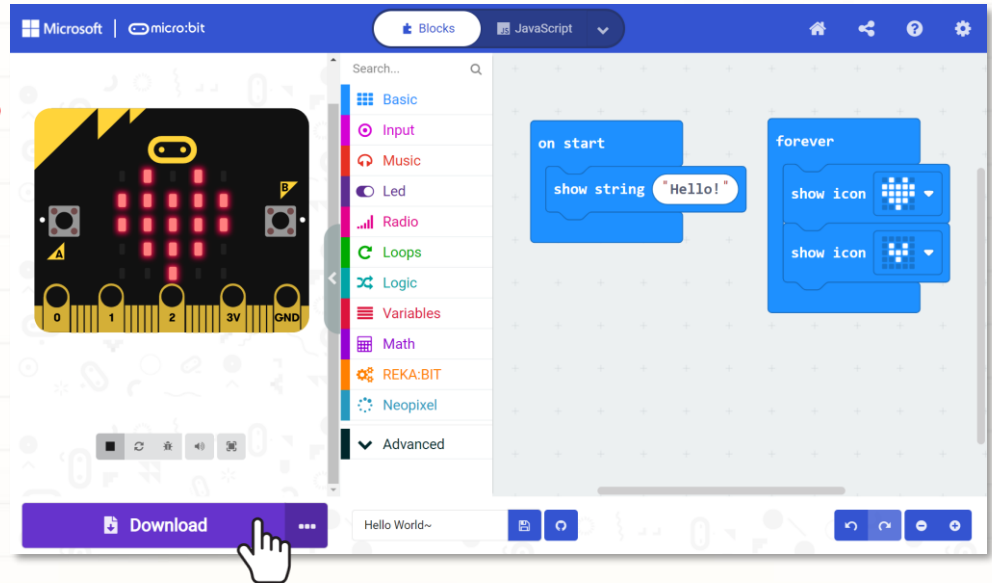 Microsoft micro:bit Blocks JS JavaScript
Search...
Basic
Input
Music
Led
Radio
Loops
Logic
Variables
Math
REKA:BIT
Neopixel
Advanced
A
B
0 1 2 3V GND
on start
show string "Hello!"
forever
show icon
show icon
Download ...
Hello World~